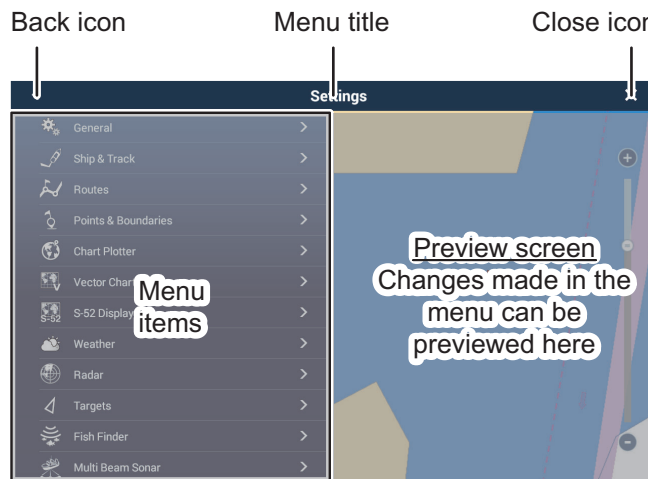 Back icon Menu title Close icon
Settings
General
Ship & Track
Routes
Points & Boundaries
Chart Plotter
Vector Char
S-52 Display
S-52
Weather
Radar
Targets
Fish Finder
Multi Beam Sonar
Menu
items
Preview screen
Changes made in the
menu can be
previewed here